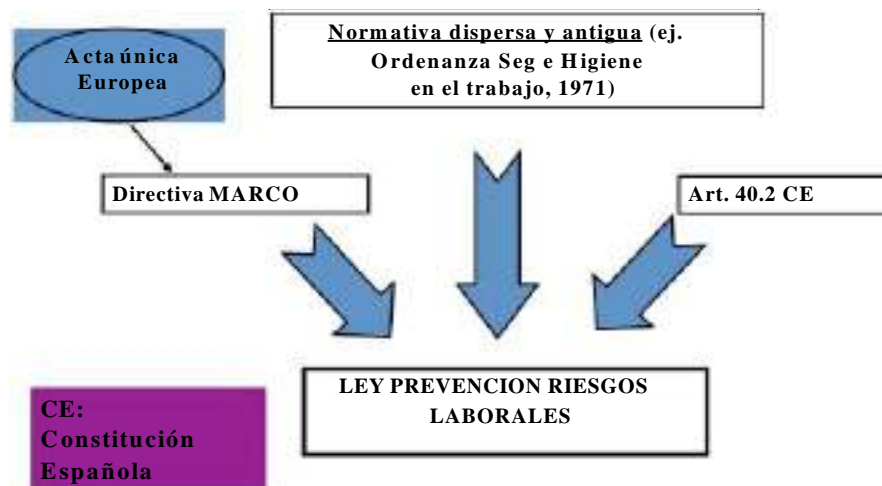 Acta única
Europea
Normativa dispersa y antigua (ej.
Ordenanza Seg e Higiene
en el trabajo, 1971)
Directiva MARCO
Art. 40.2 CE
LEY PREVENCION RIESGOS
LABORALES
CE:
Constitución
Española